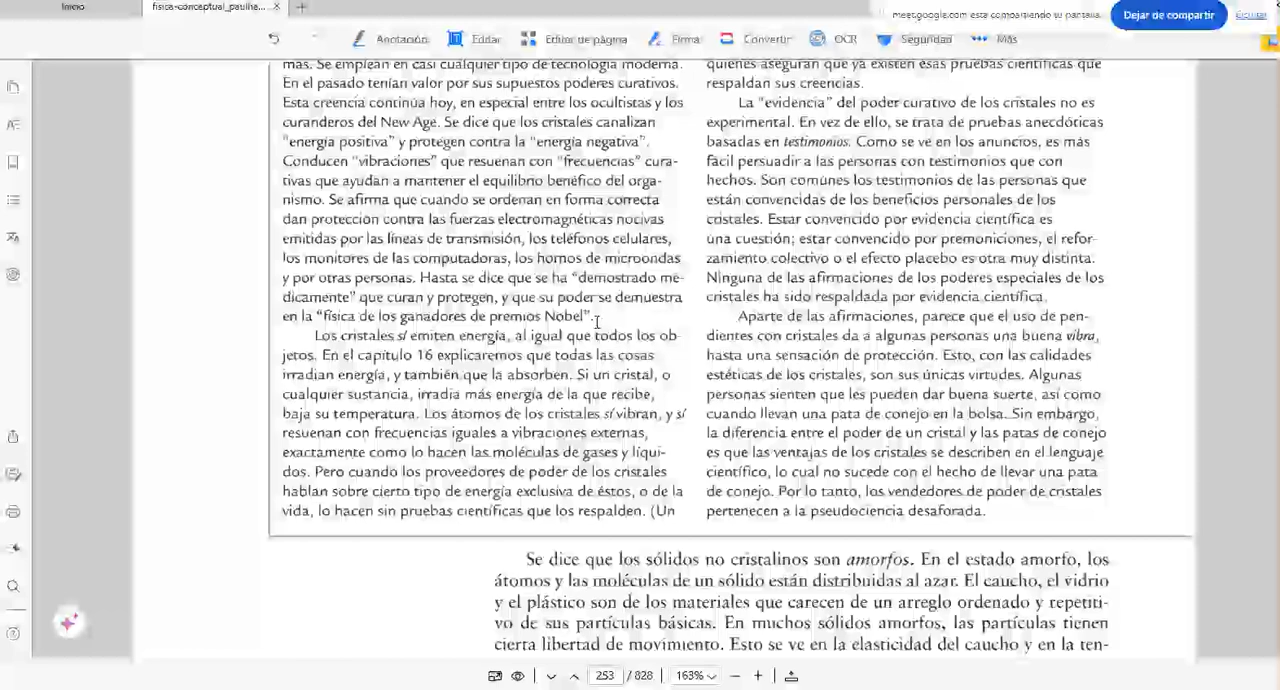 Inicio
fisica-conceptual_paulha...
meet.google.com está compartiendo tu pantalla.
Dejar de compartir
Ocultar
Anotación
Editar
Editor de página
Firma
Convertir
OCR
Seguridad
Más
más. Se emplean en casi cualquier tipo de tecnología moderna.
En el pasado tenían valor por sus supuestos poderes curativos.
Esta creencia continúa hoy, en especial entre los ocultistas y los
curanderos del New Age. Se dice que los cristales canalizan
"energía positiva" y protegen contra la "energía negativa".
Conducen "vibraciones" que resuenan con "frecuencias" cura-
tivas que ayudan a mantener el equilibrio benéfico del orga-
nismo. Se afirma que cuando se ordenan en forma correcta
dan protección contra las fuerzas electromagnéticas nocivas
emitidas por las líneas de transmisión, los teléfonos celulares,
los monitores de las computadoras, los hornos de microondas
y por otras personas. Hasta se dice que se ha "demostrado mé-
dicamente" que curan y protegen, y que su poder se demuestra
en la "física de los ganadores de premios Nobel".
Los cristales sí emiten energía, al igual que todos los ob-
jetos. En el capítulo 16 explicaremos que todas las cosas
irradian energía, y también que la absorben. Si un cristal, o
cualquier sustancia, irradia más energía de la que recibe,
baja su temperatura. Los átomos de los cristales sí vibran, y sí
resuenan con frecuencias iguales a vibraciones externas,
exactamente como lo hacen las moléculas de gases y líqui-
dos. Pero cuando los proveedores de poder de los cristales
hablan sobre cierto tipo de energía exclusiva de éstos, o de la
vida, lo hacen sin pruebas científicas que los respalden. (Un
quienes aseguran que ya existen esas pruebas científicas que
respaldan sus creencias.
La "evidencia" del poder curativo de los cristales no es
experimental. En vez de ello, se trata de pruebas anecdóticas
basadas en testimonios. Como se ve en los anuncios, es más
fácil persuadir a las personas con testimonios que con
hechos. Son comunes los testimonios de las personas que
están convencidas de los beneficios personales de los
cristales. Estar convencido por evidencia científica es
una cuestión; estar convencido por premoniciones, el refor-
zamiento colectivo o el efecto placebo es otra muy distinta.
Ninguna de las afirmaciones de los poderes especiales de los
cristales ha sido respaldada por evidencia científica.
Aparte de las afirmaciones, parece que el uso de pen-
dientes con cristales da a algunas personas una buena vibra,
hasta una sensación de protección. Esto, con las calidades
estéticas de los cristales, son sus únicas virtudes. Algunas
personas sienten que les pueden dar buena suerte, así como
cuando llevan una pata de conejo en la bolsa. Sin embargo,
la diferencia entre el poder de un cristal y las patas de conejo
es que las ventajas de los cristales se describen en el lenguaje
científico, lo cual no sucede con el hecho de llevar una pata
de conejo. Por lo tanto, los vendedores de poder de cristales
pertenecen a la pseudociencia desaforada.
Se dice que los sólidos no cristalinos son amorfos. En el estado amorfo, los
átomos y las moléculas de un sólido están distribuidas al azar. El caucho, el vidrio
y el plástico son de los materiales que carecen de un arreglo ordenado y repetiti-
vo de sus partículas básicas. En muchos sólidos amorfos, las partículas tienen
cierta libertad de movimiento. Esto se ve en la elasticidad del caucho y en la ten-
253 / 828
163%